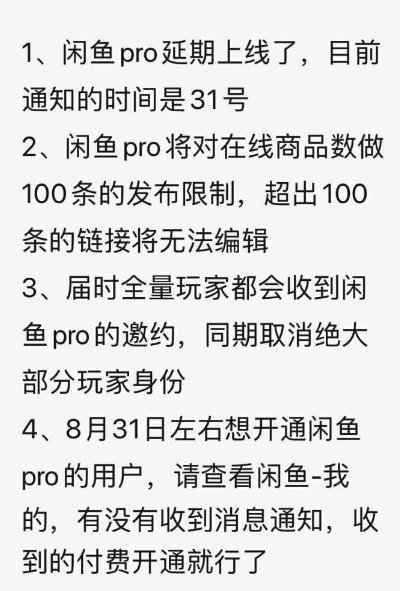 1、闲鱼pro延期上线了，目前
通知的时间是31号
2、闲鱼pro将对在线商品数做
100条的发布限制，超出100
条的链接将无法编辑
3、届时全量玩家都会收到闲
鱼pro的邀约，同期取消绝大
部分玩家身份
4、8月31日左右想开通闲鱼
pro的用户，请查看闲鱼-我
的，有没有收到消息通知，收
到的付费开通就行了